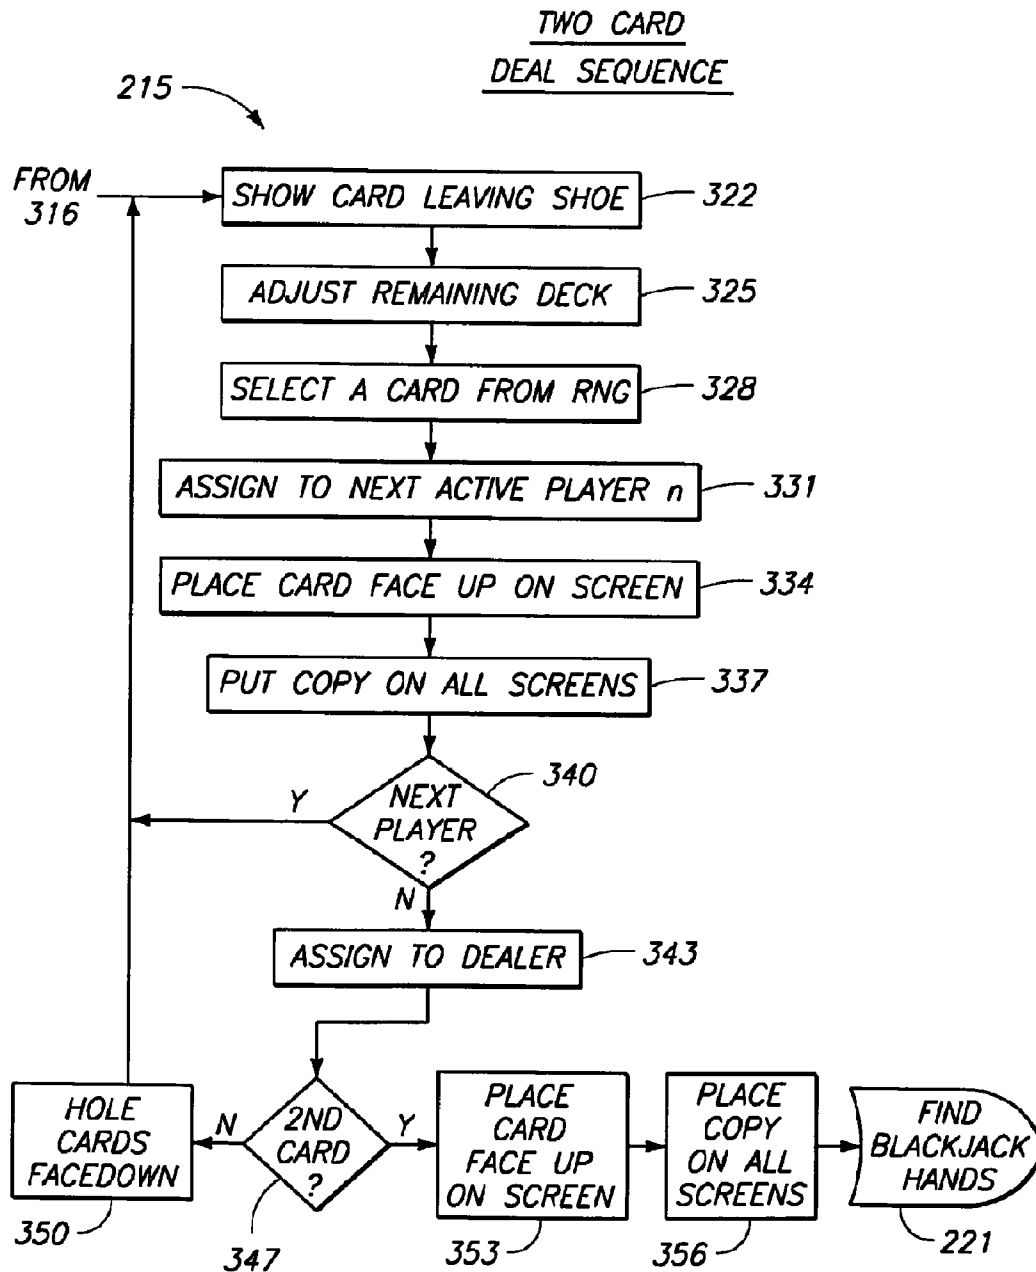 TWO CARD
DEAL SEQUENCE
215
FROM
316
SHOW CARD LEAVING SHOE
322
ADJUST REMAINING DECK
325
SELECT A CARD FROM RNG
328
ASSIGN TO NEXT ACTIVE PLAYER n
331
PLACE CARD FACE UP ON SCREEN
334
PUT COPY ON ALL SCREENS
337
NEXT
PLAYER
?
340
Y
N
ASSIGN TO DEALER
343
HOLE
CARDS
FACEDOWN
350
N
2ND
CARD
?
347
Y
PLACE
CARD
FACE UP
ON SCREEN
353
PLACE
COPY
ON ALL
SCREENS
356
FIND
BLACKJACK
HANDS
221